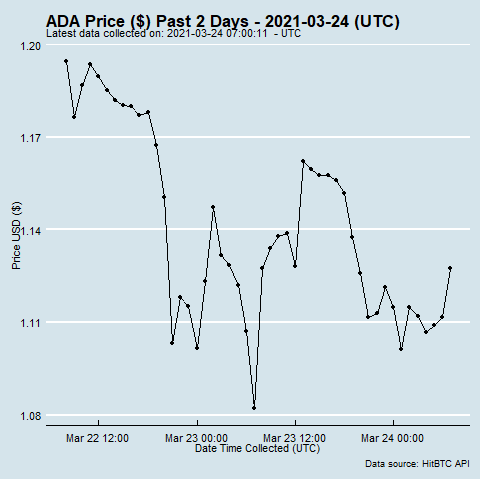 ADA Price ($) Past 2 Days - 2021-03-24 (UTC)
Latest data collected on: 2021-03-24 07:00:11 - UTC
1.20
1.17
1.14
1.11
1.08
Price USD ($)
Mar 22 12:00 Mar 23 00:00 Mar 23 12:00 Mar 24 00:00
Date Time Collected (UTC)
Data source: HitBTC API